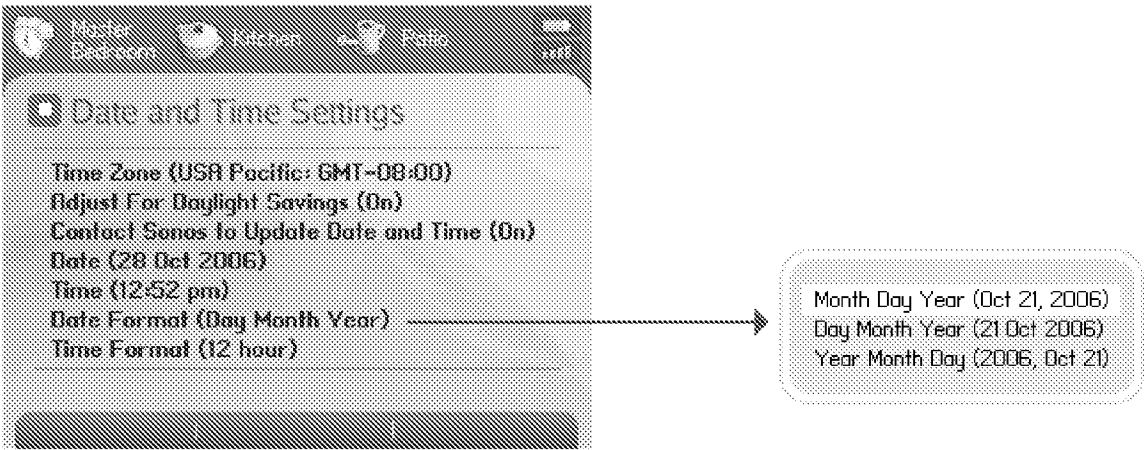 Master
Bedroom
Kitchen
Patio
Date and Time Settings
Time Zone (USA Pacific: GMT-08:00)
Adjust For Daylight Savings (On)
Contact Sonos to Update Date and Time (On)
Date (28 Oct 2006)
Time (12:52 pm)
Date Format (Day Month Year)
Time Format (12 hour)
Month Day Year (Oct 21, 2006)
Day Month Year (21 Oct 2006)
Year Month Day (2006, Oct 21)